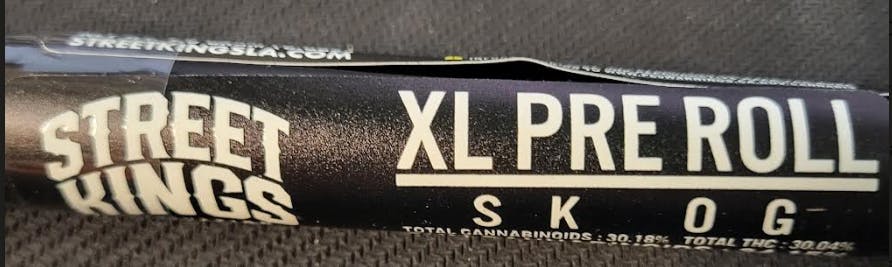 STREETKINGSLA.COM
STREET
KINGS
XL PRE ROLL
SK OG
TOTAL CANNABINOIDS : 30.18% TOTAL THC : 30.04%